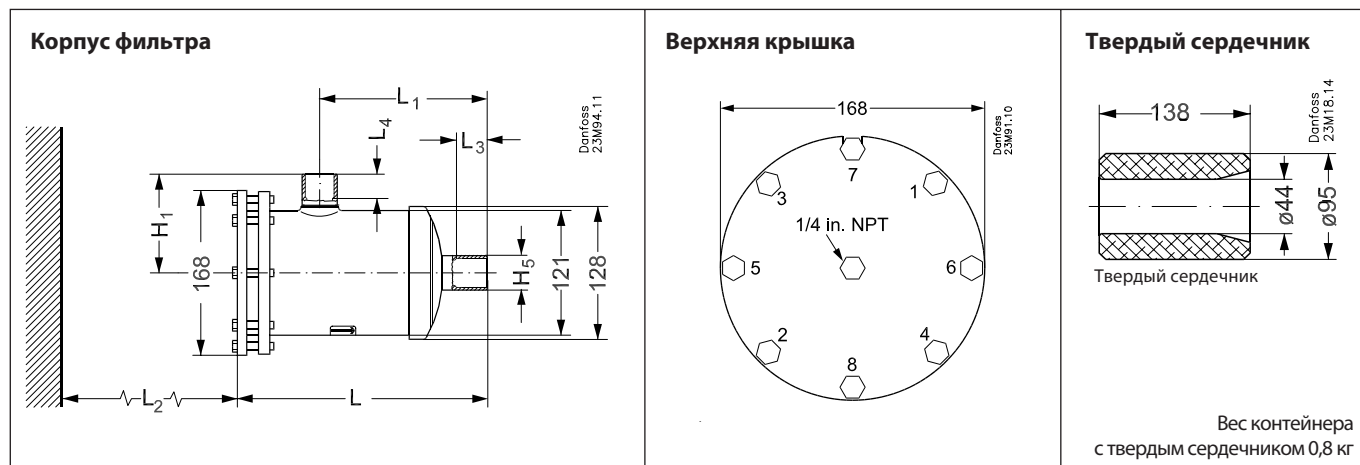 Корпус фильтра
L1
L4
L3
Danfoss
23M94.11
H1
168
H5
121
128
L2
L
Верхняя крышка
168
Danfoss
23M91.10
7
3
1
1/4 in. NPT
5
6
2
4
8
Твердый сердечник
138
Danfoss
23M18.14
ø44
ø95
Твердый сердечник
Вес контейнера
с твердым сердечником 0,8 кг